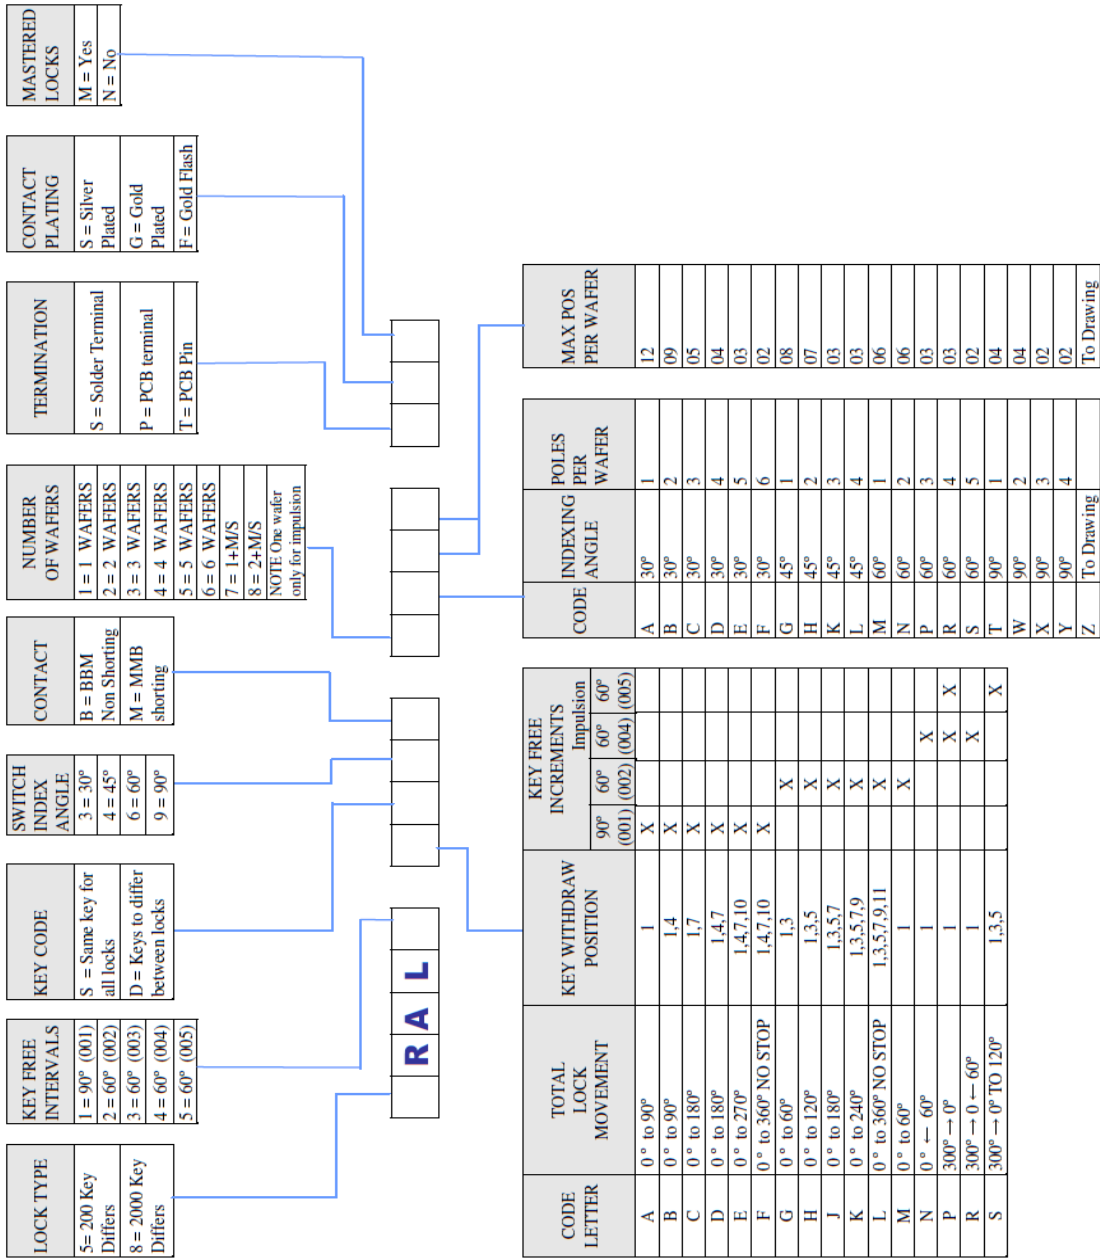 LOCK TYPE
5= 200 Key
Differs
8 = 2000 Key
Differs
KEY FREE
INTERVALS
1 = 90° (001)
2 = 60° (002)
3 = 60° (003)
4 = 60° (004)
5 = 60° (005)
KEY CODE
S = Same key for
all locks
D = Keys to differ
between locks
SWITCH
INDEX
ANGLE
3 = 30°
4 = 45°
6 = 60°
9 = 90°
CONTACT
B = BBM
Non Shorting
M = MMB
shorting
NUMBER
OF WAFERS
1 = 1 WAFERS
2 = 2 WAFERS
3 = 3 WAFERS
4 = 4 WAFERS
5 = 5 WAFERS
6 = 6 WAFERS
7 = 1+M/S
8 = 2+M/S
NOTE One wafer
only for impulsion
TERMINATION
S = Solder Terminal
P = PCB terminal
T = PCB Pin
CONTACT
PLATING
S = Silver
Plated
G = Gold
Plated
F = Gold Flash
MASTERED
LOCKS
M = Yes
N = No
R A L
CODE
LETTER
TOTAL
LOCK
MOVEMENT
KEY WITHDRAW
POSITION
KEY FREE
INCREMENTS
Impulsion
90° 60° 60° 60°
(001) (002) (004) (005)
A 0 ° to 90° 1 X
B 0 ° to 90° 1,4 X
C 0 ° to 180° 1,7 X
D 0 ° to 180° 1,4,7 X
E 0 ° to 270° 1,4,7,10 X
F 0 ° to 360° NO STOP 1,4,7,10 X
G 0 ° to 60° 1,3 X
H 0 ° to 120° 1,3,5 X
J 0 ° to 180° 1,3,5,7 X
K 0 ° to 240° 1,3,5,7,9 X
L 0 ° to 360° NO STOP 1,3,5,7,9,11 X
M 0 ° to 60° 1 X
N 0 ° ← 60° 1 X
P 300° → 0° 1 X X
R 300° → 0 ← 60° 1 X
S 300° → 0° TO 120° 1,3,5 X
CODE
INDEXING
ANGLE
POLES
PER
WAFER
MAX POS
PER WAFER
A 30° 1 12
B 30° 2 09
C 30° 3 05
D 30° 4 04
E 30° 5 03
F 30° 6 02
G 45° 1 08
H 45° 2 07
K 45° 3 03
L 45° 4 03
M 60° 1 06
N 60° 2 06
P 60° 3 03
R 60° 4 03
S 60° 5 02
T 90° 1 04
W 90° 2 04
X 90° 3 02
Y 90° 4 02
Z To Drawing To Drawing